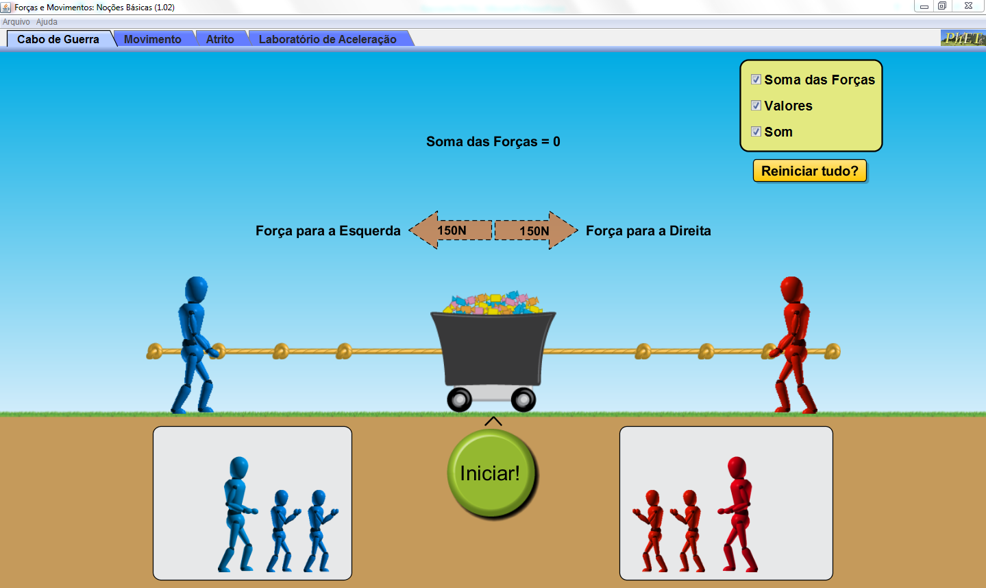 Forças e Movimentos: Noções Básicas (1.02)
Arquivo Ajuda
Cabo de Guerra Movimento Atrito Laboratório de Aceleração
PhET
Soma das Forças
Valores
Som
Soma das Forças = 0
Reiniciar tudo?
Força para a Esquerda 150N 150N Força para a Direita
Iniciar!